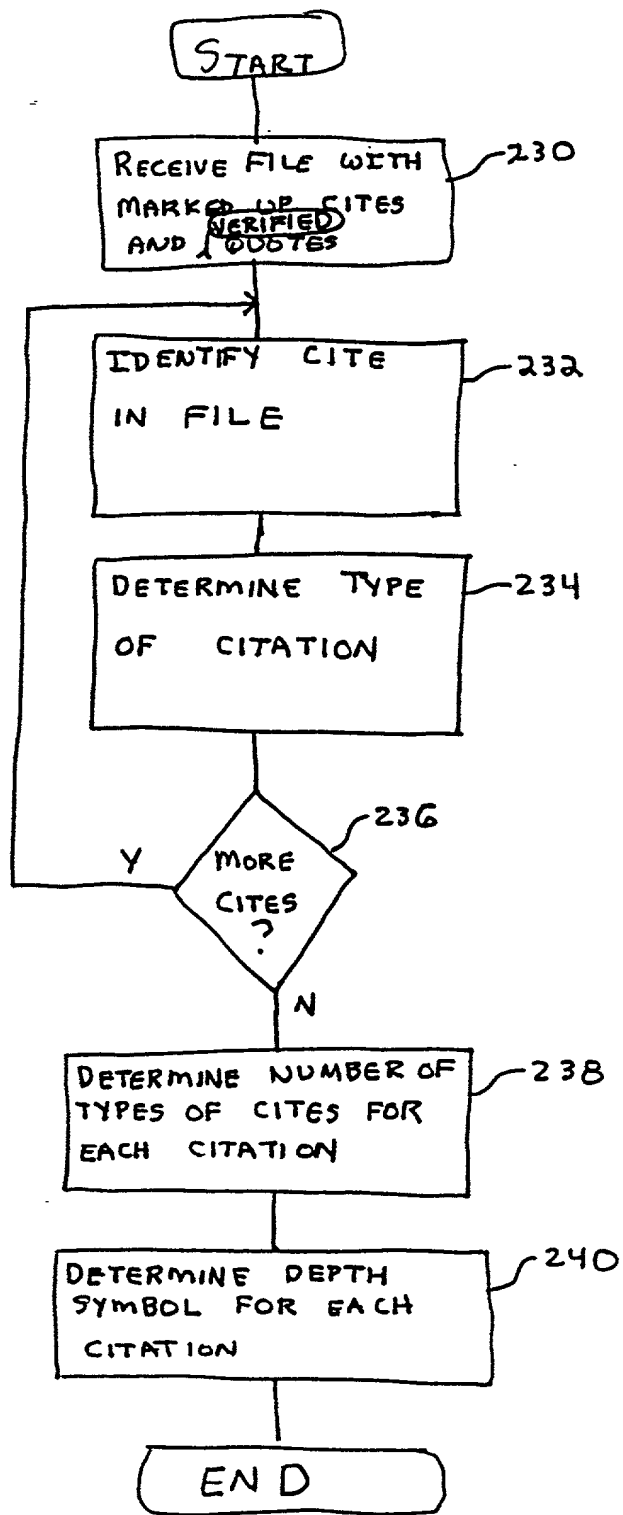 START
RECEIVE FILE WITH
MARKED UP CITES
VERIFIED
AND QUOTES
230
IDENTIFY CITE
IN FILE
232
DETERMINE TYPE
OF CITATION
234
MORE
CITES
?
236
Y
N
DETERMINE NUMBER OF
TYPES OF CITES FOR
EACH CITATION
238
DETERMINE DEPTH
SYMBOL FOR EACH
CITATION
240
END